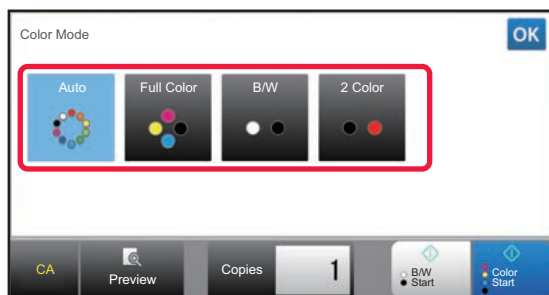 Color Mode
OK
Auto
Full Color
B/W
2 Color
CA
Preview
Copies
1
B/W
Start
Color
Start